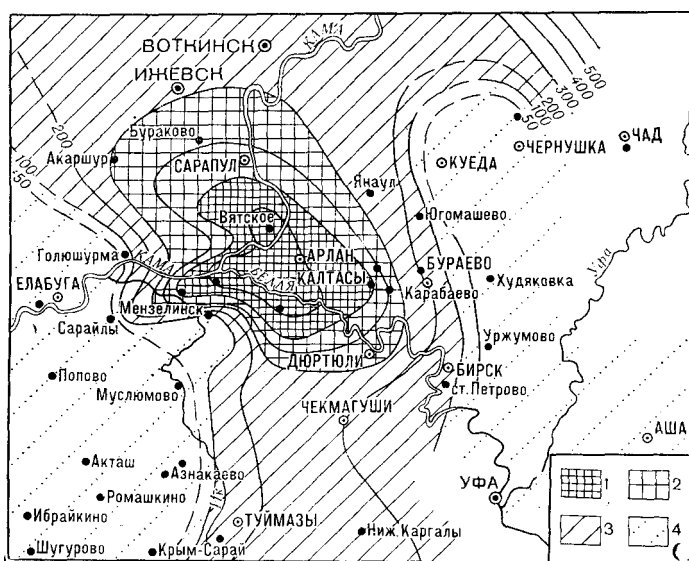 ВОТКИНСК
КАМА
ИЖЕВСК
500
400
300
200
100
50
200
100
50
Бураково
Акаршур
САРАПУЛ
ЧАД
ЧЕРНУШКА
КУЕДА
Янаул
Вятское
Югомашево
Голюшурма
КАМА
АРЛАН
БЕЛАЯ
КАЛТАСЫ
БУРАЕВО
Уфа
ЕЛАБУГА
Карабаево
Худяковка
Мензелинск
Сарайлы
Уржумово
ДЮРТЮЛИ
БИРСК
Попово
ст. Петрово
Муслюмово
ЧЕКМАГУШИ
АША
Акташ
Азнакаево
УФА
1
2
Ромашкино
Ик
Ибрайкино
ТУЙМАЗЫ
Ниж. Каргалы
3
4
Шугурово
Крым-Сарай